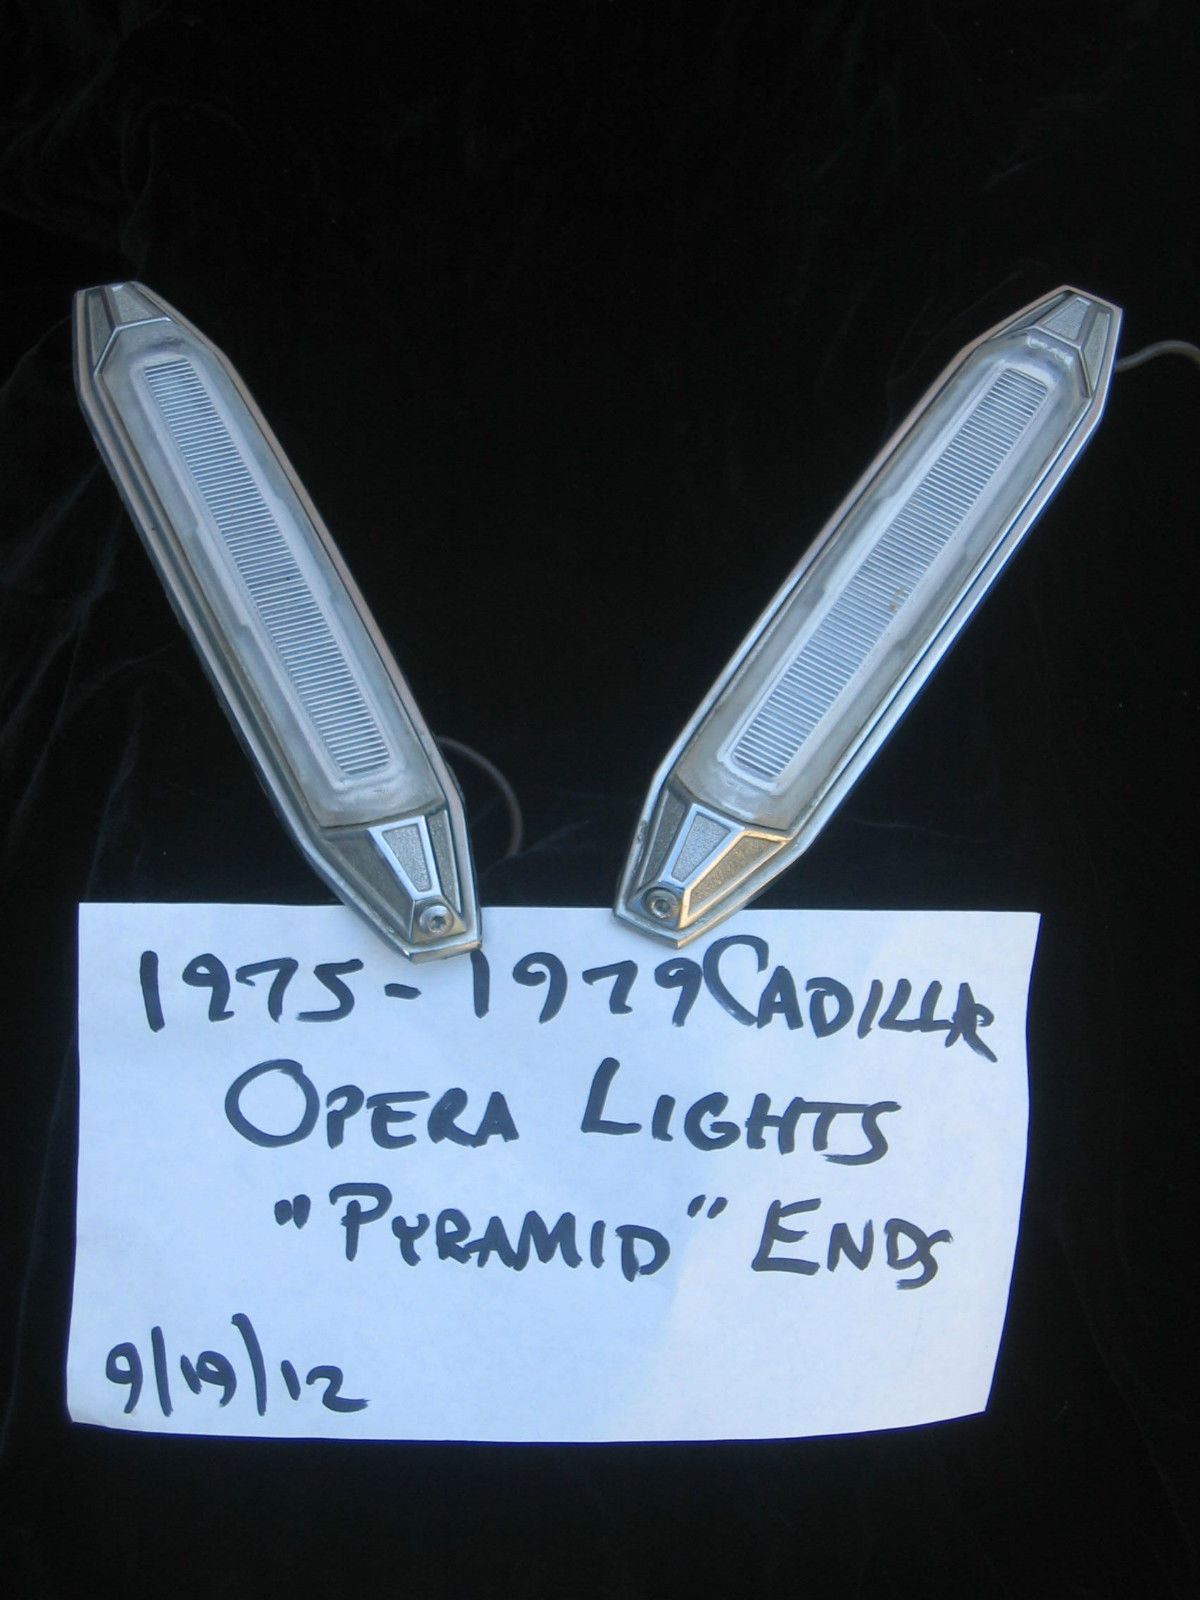 1975-1979 CADILLAC
OPERA LIGHTS
"PYRAMID" ENDS
9/19/12